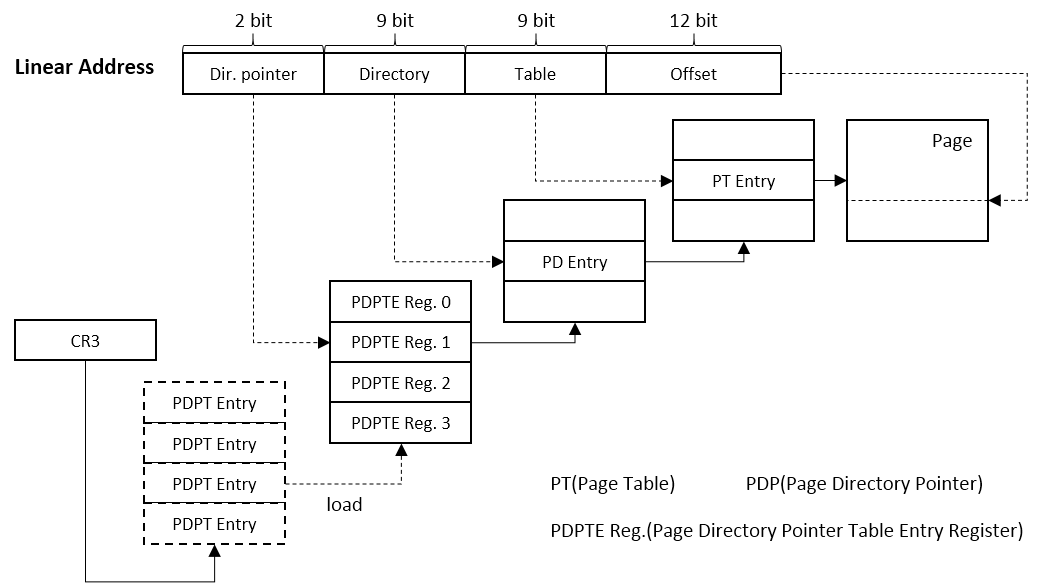 2 bit 9 bit 9 bit 12 bit
Linear Address Dir. pointer Directory Table Offset
Page
PT Entry
PD Entry
PDPTE Reg. 0
CR3 PDPTE Reg. 1
PDPTE Reg. 2
PDPT Entry
PDPTE Reg. 3
PDPT Entry
PDPT Entry
load
PDPT Entry
PT(Page Table) PDP(Page Directory Pointer)
PDPTE Reg.(Page Directory Pointer Table Entry Register)